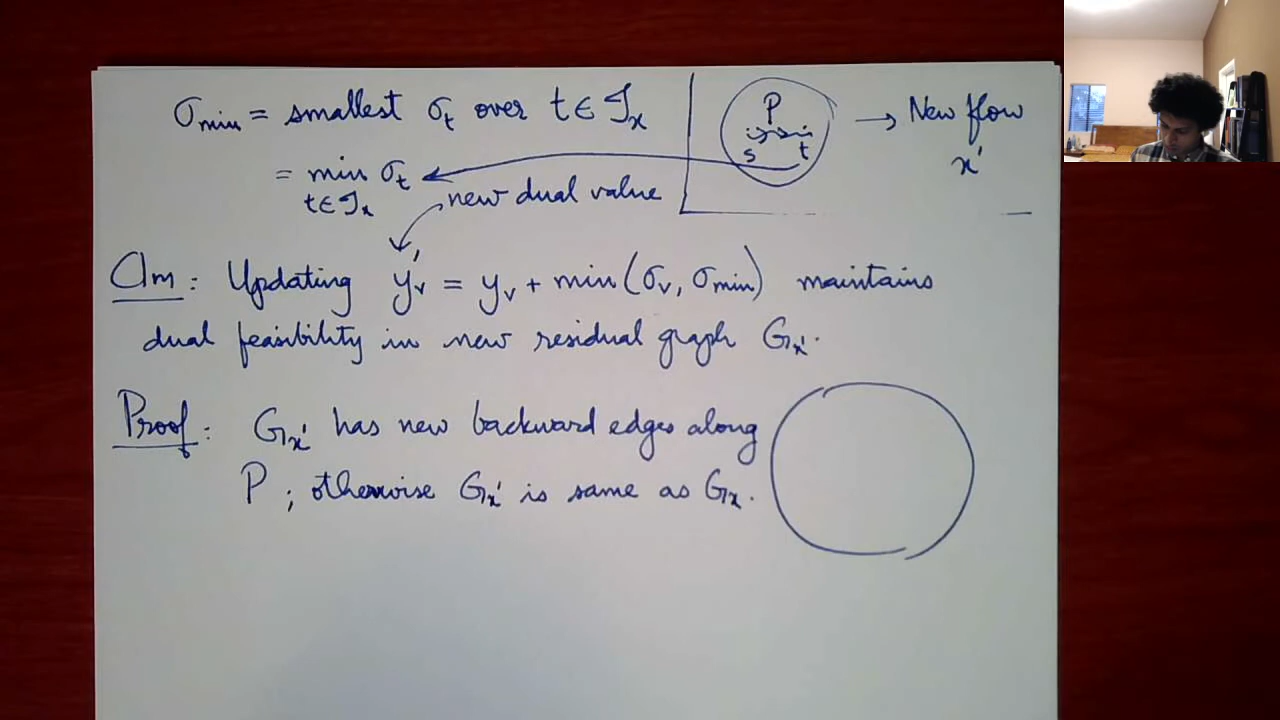 σmin = smallest σt over t ∈ 𝒯x
= min σt
t ∈ 𝒯x
new dual value
P
s t
→ New flow
x'
Clm: Updating y'v = yv + min(σv, σmin) maintains
dual feasibility in new residual graph Gx'.
Proof: Gx' has new backward edges along
P; otherwise Gx' is same as Gx.